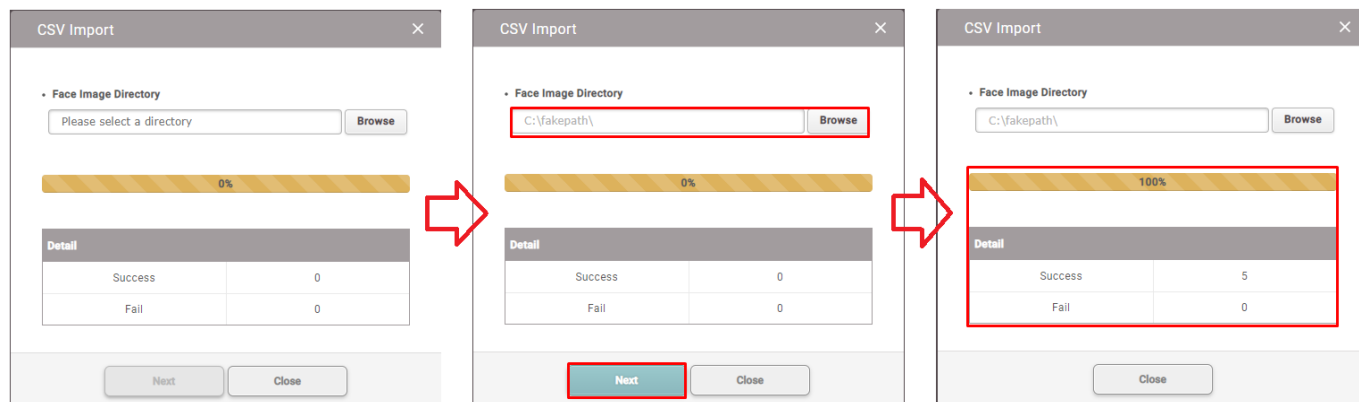 CSV Import ×
• Face Image Directory
Please select a directory Browse
0%
Detail
Success 0
Fail 0
Next Close
CSV Import ×
• Face Image Directory
C:\fakepath\ Browse
0%
Detail
Success 0
Fail 0
Next Close
CSV Import ×
• Face Image Directory
C:\fakepath\ Browse
100%
Detail
Success 5
Fail 0
Close